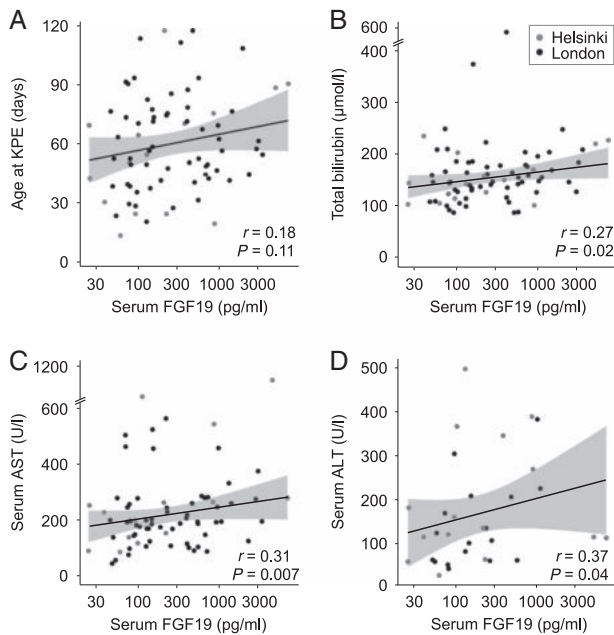 A
Age at KPE (days)
120
90
60
30
0
r = 0.18
P = 0.11
30 100 300 1000 3000
Serum FGF19 (pg/ml)
B
Total bilirubin (µmol/l)
600
400
300
200
100
0
Helsinki
London
r = 0.27
P = 0.02
30 100 300 1000 3000
Serum FGF19 (pg/ml)
C
Serum AST (U/l)
1200
600
400
200
0
r = 0.31
P = 0.007
30 100 300 1000 3000
Serum FGF19 (pg/ml)
D
Serum ALT (U/l)
500
400
300
200
100
0
r = 0.37
P = 0.04
30 100 300 1000 3000
Serum FGF19 (pg/ml)